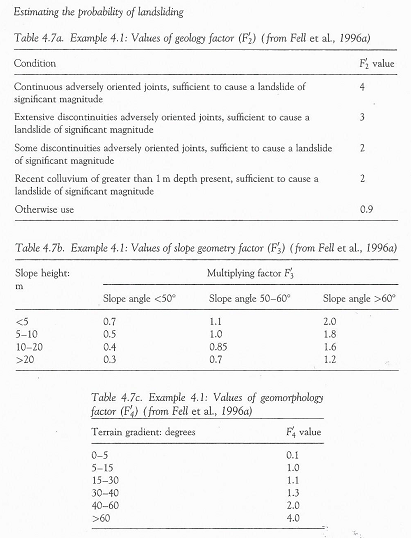 Estimating the probability of landsliding
Table 4.7a. Example 4.1: Values of geology factor (F′2) (from Fell et al., 1996a)
Condition F′2 value
Continuous adversely oriented joints, sufficient to cause a landslide of 4
significant magnitude
Extensive discontinuities adversely oriented joints, sufficient to cause a 3
landslide of significant magnitude
Some discontinuities adversely oriented joints, sufficient to cause a landslide 2
of significant magnitude
Recent colluvium of greater than 1 m depth present, sufficient to cause a 2
landslide of significant magnitude
Otherwise use 0.9
Table 4.7b. Example 4.1: Values of slope geometry factor (F′3) (from Fell et al., 1996a)
Slope height: Multiplying factor F′3
m
Slope angle <50° Slope angle 50–60° Slope angle >60°
<5 0.7 1.1 2.0
5–10 0.5 1.0 1.8
10–20 0.4 0.85 1.6
>20 0.3 0.7 1.2
Table 4.7c. Example 4.1: Values of geomorphology
factor (F′4) (from Fell et al., 1996a)
Terrain gradient: degrees F′4 value
0–5 0.1
5–15 1.0
15–30 1.1
30–40 1.3
40–60 2.0
>60 4.0